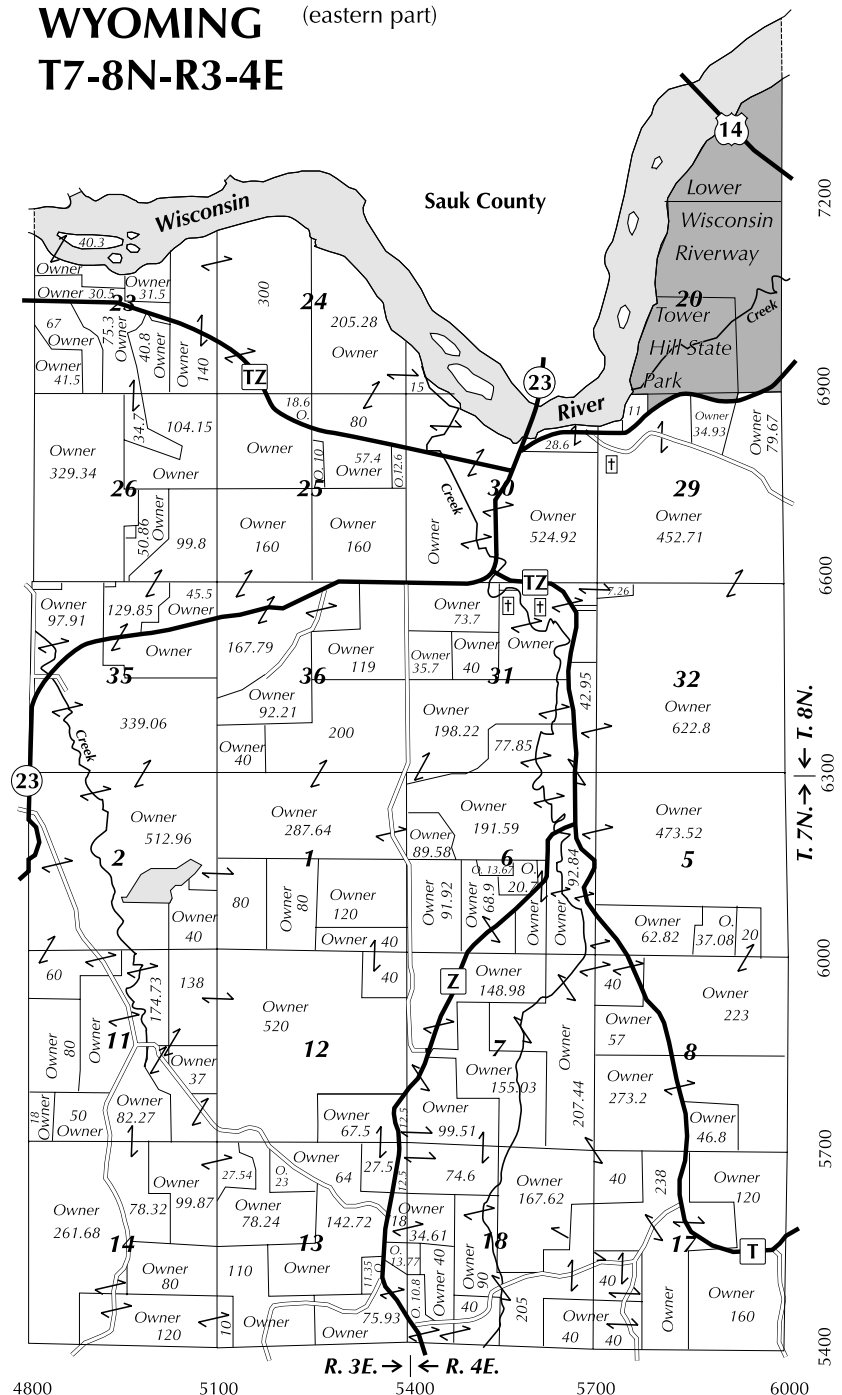 WYOMING (eastern part)
T7-8N-R3-4E
14
7200
Lower
Wisconsin Sauk County
Wisconsin
Riverway
40.3
Owner
Owner
Owner 30.5 31.5
23
300
24
20
Tower
Creek
67
75.3
Owner
40.8
Owner
Owner
140
205.28
Owner
Hill State
Park
Owner
41.5
TZ
23
15
6900
River
11
18.6
O.
80
Owner
34.93
Owner
79.67
34.7
104.15
28.6
Owner
329.34
Owner
Owner
O. 10
57.4
Owner
O.12.6
26
25
Creek
30
29
50.86
Owner
99.8
Owner
160
Owner
160
Owner
Owner
524.92
Owner
452.71
6600
TZ
7.26
Owner
97.91
129.85
45.5
Owner
Owner
73.7
Owner
167.79
119
Owner
Owner
35.7
Owner
40
Owner
35
36
31
32
Owner
92.21
42.95
Owner
622.8
339.06
Owner
198.22
200
Creek
Owner
40
77.85
T. 7N. T. 8N.
6300
23
Owner
512.96
Owner
287.64
Owner
191.59
Owner
473.52
Owner
89.58
2
1
6
5
O. 13.67
O.
20.
92.84
80
Owner
80
Owner
120
Owner
91.92
Owner
68.9
Owner
Owner
Owner
40
Owner
62.82
O.
37.08
20
Owner 40
6000
60
174.73
138
40
Z
Owner
148.98
40
Owner
223
Owner
520
Owner
80
Owner
11
12
7
Owner
57
8
Owner
37
Owner
155.03
Owner
207.44
Owner
273.2
18
Owner
50
Owner
Owner
82.27
Owner
67.5
12.5
Owner
99.51
Owner
46.8
5700
27.54
O.
23
Owner
64
27.5
12.5
74.6
40
238
Owner
120
Owner
261.68
78.32
Owner
99.87
Owner
78.24
142.72
18
Owner
34.61
Owner
167.62
14
13
18
17
T
Owner
80
110
Owner
11.35
O.
O.
13.77
Owner 40
Owner
90
40
Owner
120
10
Owner
Owner
75.93
O. 10.8
40
205
Owner
40
40
Owner
Owner
160
5400
R. 3E. R. 4E.
4800 5100 5400 5700 6000